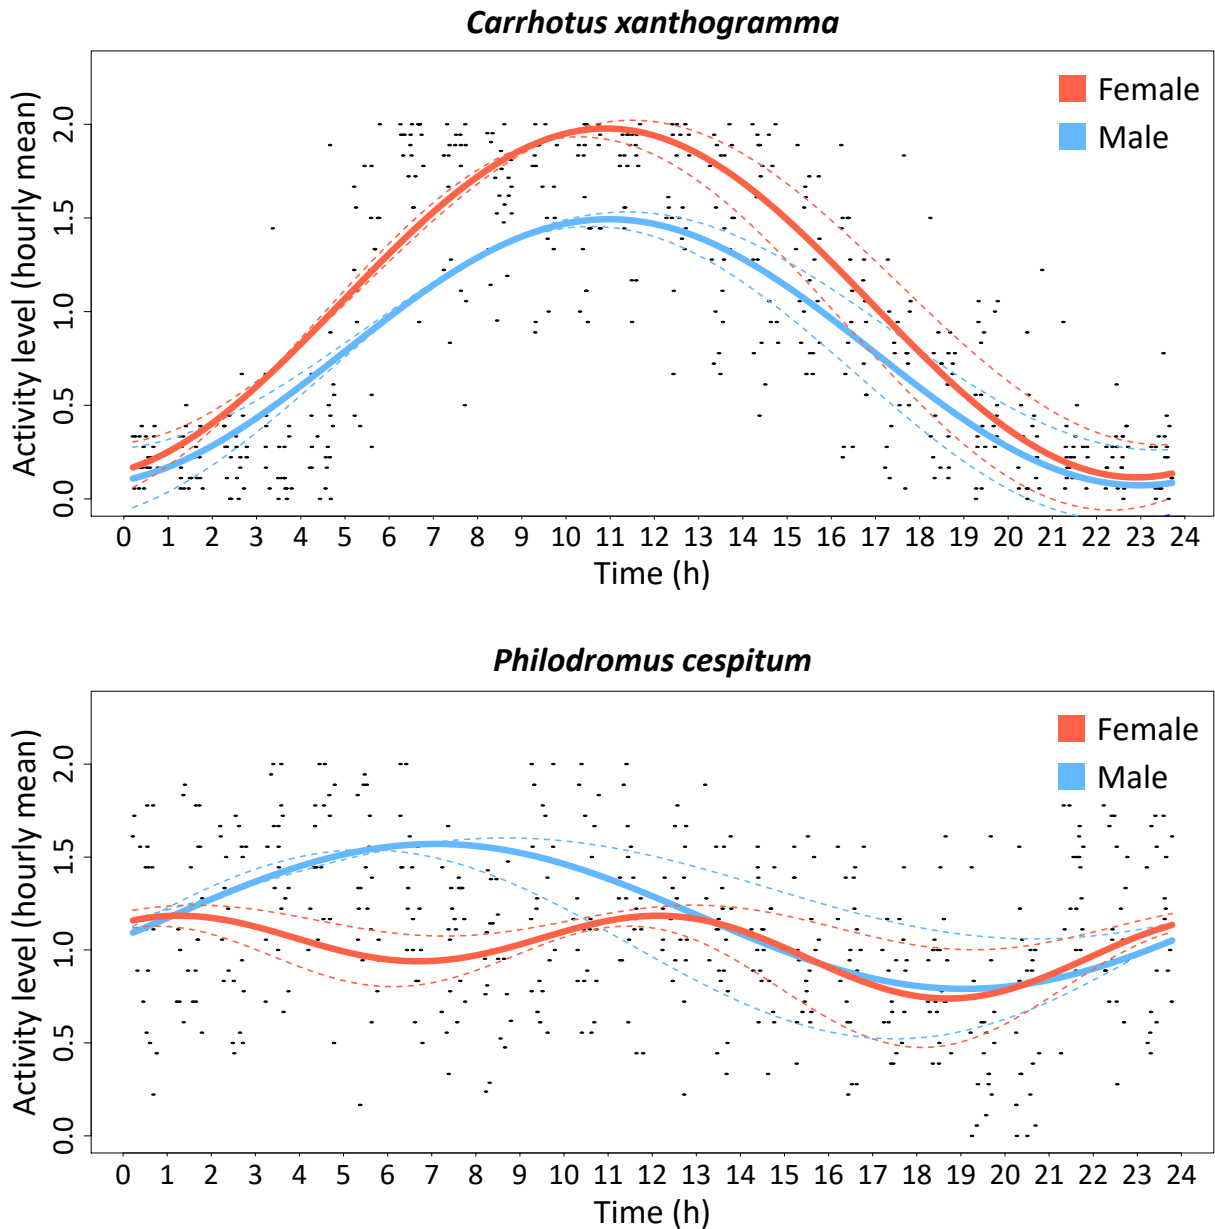 Carrhotus xanthogramma
Female
Male
Activity level (hourly mean)
2.0
1.5
1.0
0.5
0.0
0 1 2 3 4 5 6 7 8 9 10 11 12 13 14 15 16 17 18 19 20 21 22 23 24
Time (h)
Philodromus cespitum
Female
Male
Activity level (hourly mean)
2.0
1.5
1.0
0.5
0.0
0 1 2 3 4 5 6 7 8 9 10 11 12 13 14 15 16 17 18 19 20 21 22 23 24
Time (h)